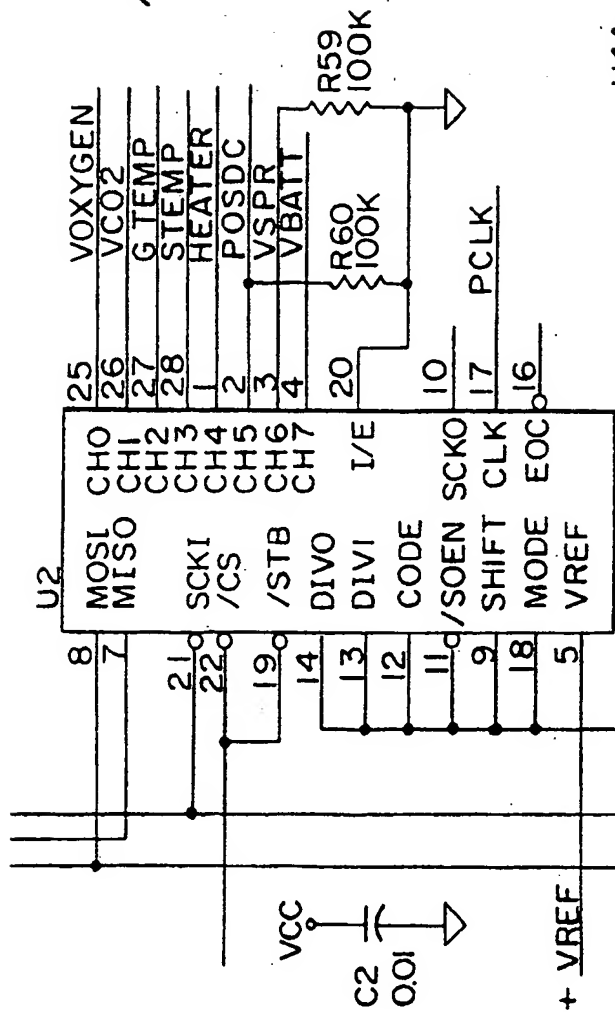 U2
8 MOSI CH0 25 VOXYGEN
7 MISO CH1 26 VCO2
CH2 27 G TEMP
21 SCKI CH3 28 STEMP
22 /CS CH4 1 HEATER
CH5 2 POSDC
19 /STB CH6 3 VSPR
CH7 4 VBATT
14 DIV0
13 DIV1 I/E 20
R60
100K
R59
100K
12 CODE
11 /SOEN SCKO 10
9 SHIFT CLK 17 PCLK
18 MODE EOC 16
5 VREF
VCC
C2
0.01
+ VREF